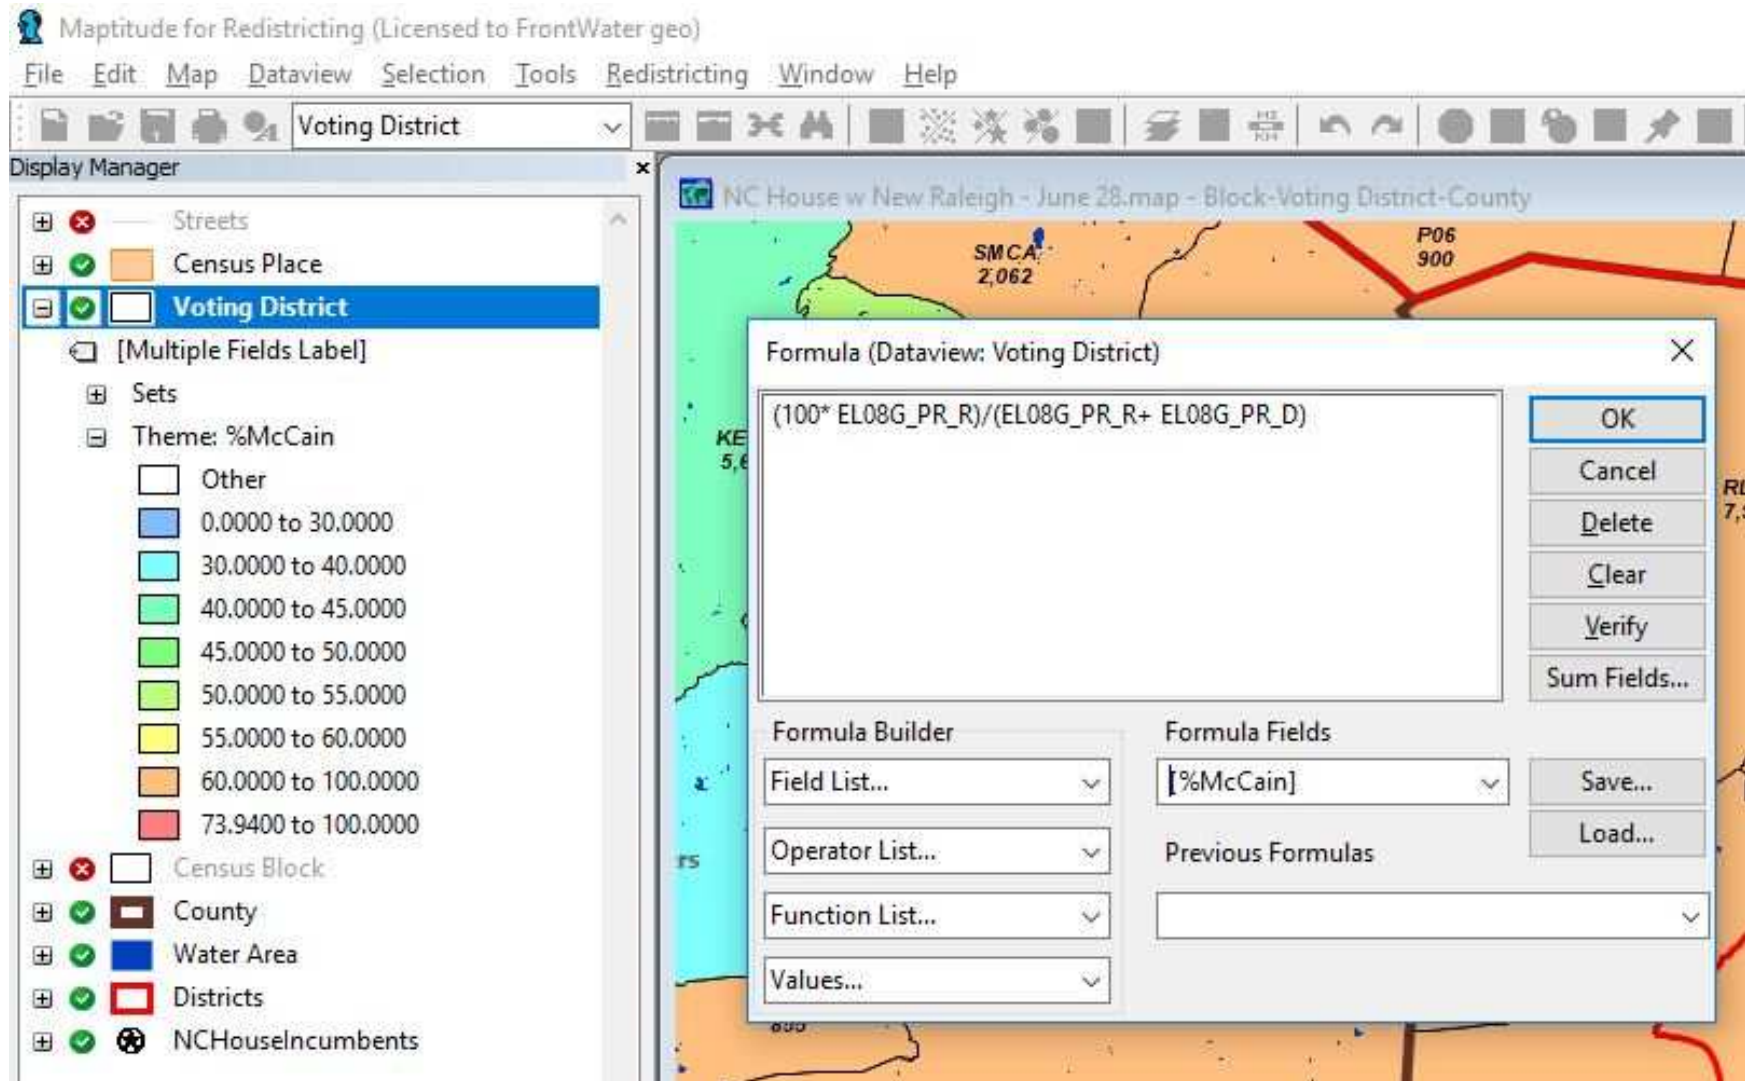 Maptitude for Redistricting (Licensed to FrontWater geo)
File Edit Map Dataview Selection Tools Redistricting Window Help
Voting District
Display Manager
Streets
Census Place
Voting District
[Multiple Fields Label]
Sets
Theme: %McCain
Other
0.0000 to 30.0000
30.0000 to 40.0000
40.0000 to 45.0000
45.0000 to 50.0000
50.0000 to 55.0000
55.0000 to 60.0000
60.0000 to 100.0000
73.9400 to 100.0000
Census Block
County
Water Area
Districts
NCHouseIncumbents
NC House w New Raleigh - June 28.map - Block-Voting District-County
SMCA
2,062
P06
900
KE
Formula (Dataview: Voting District)
(100* EL08G_PR_R)/(EL08G_PR_R+ EL08G_PR_D)
OK
Cancel
Delete
Clear
Verify
Sum Fields...
Formula Builder
Field List...
Operator List...
Function List...
Values...
Formula Fields
[%McCain]
Save...
Load...
Previous Formulas
rs